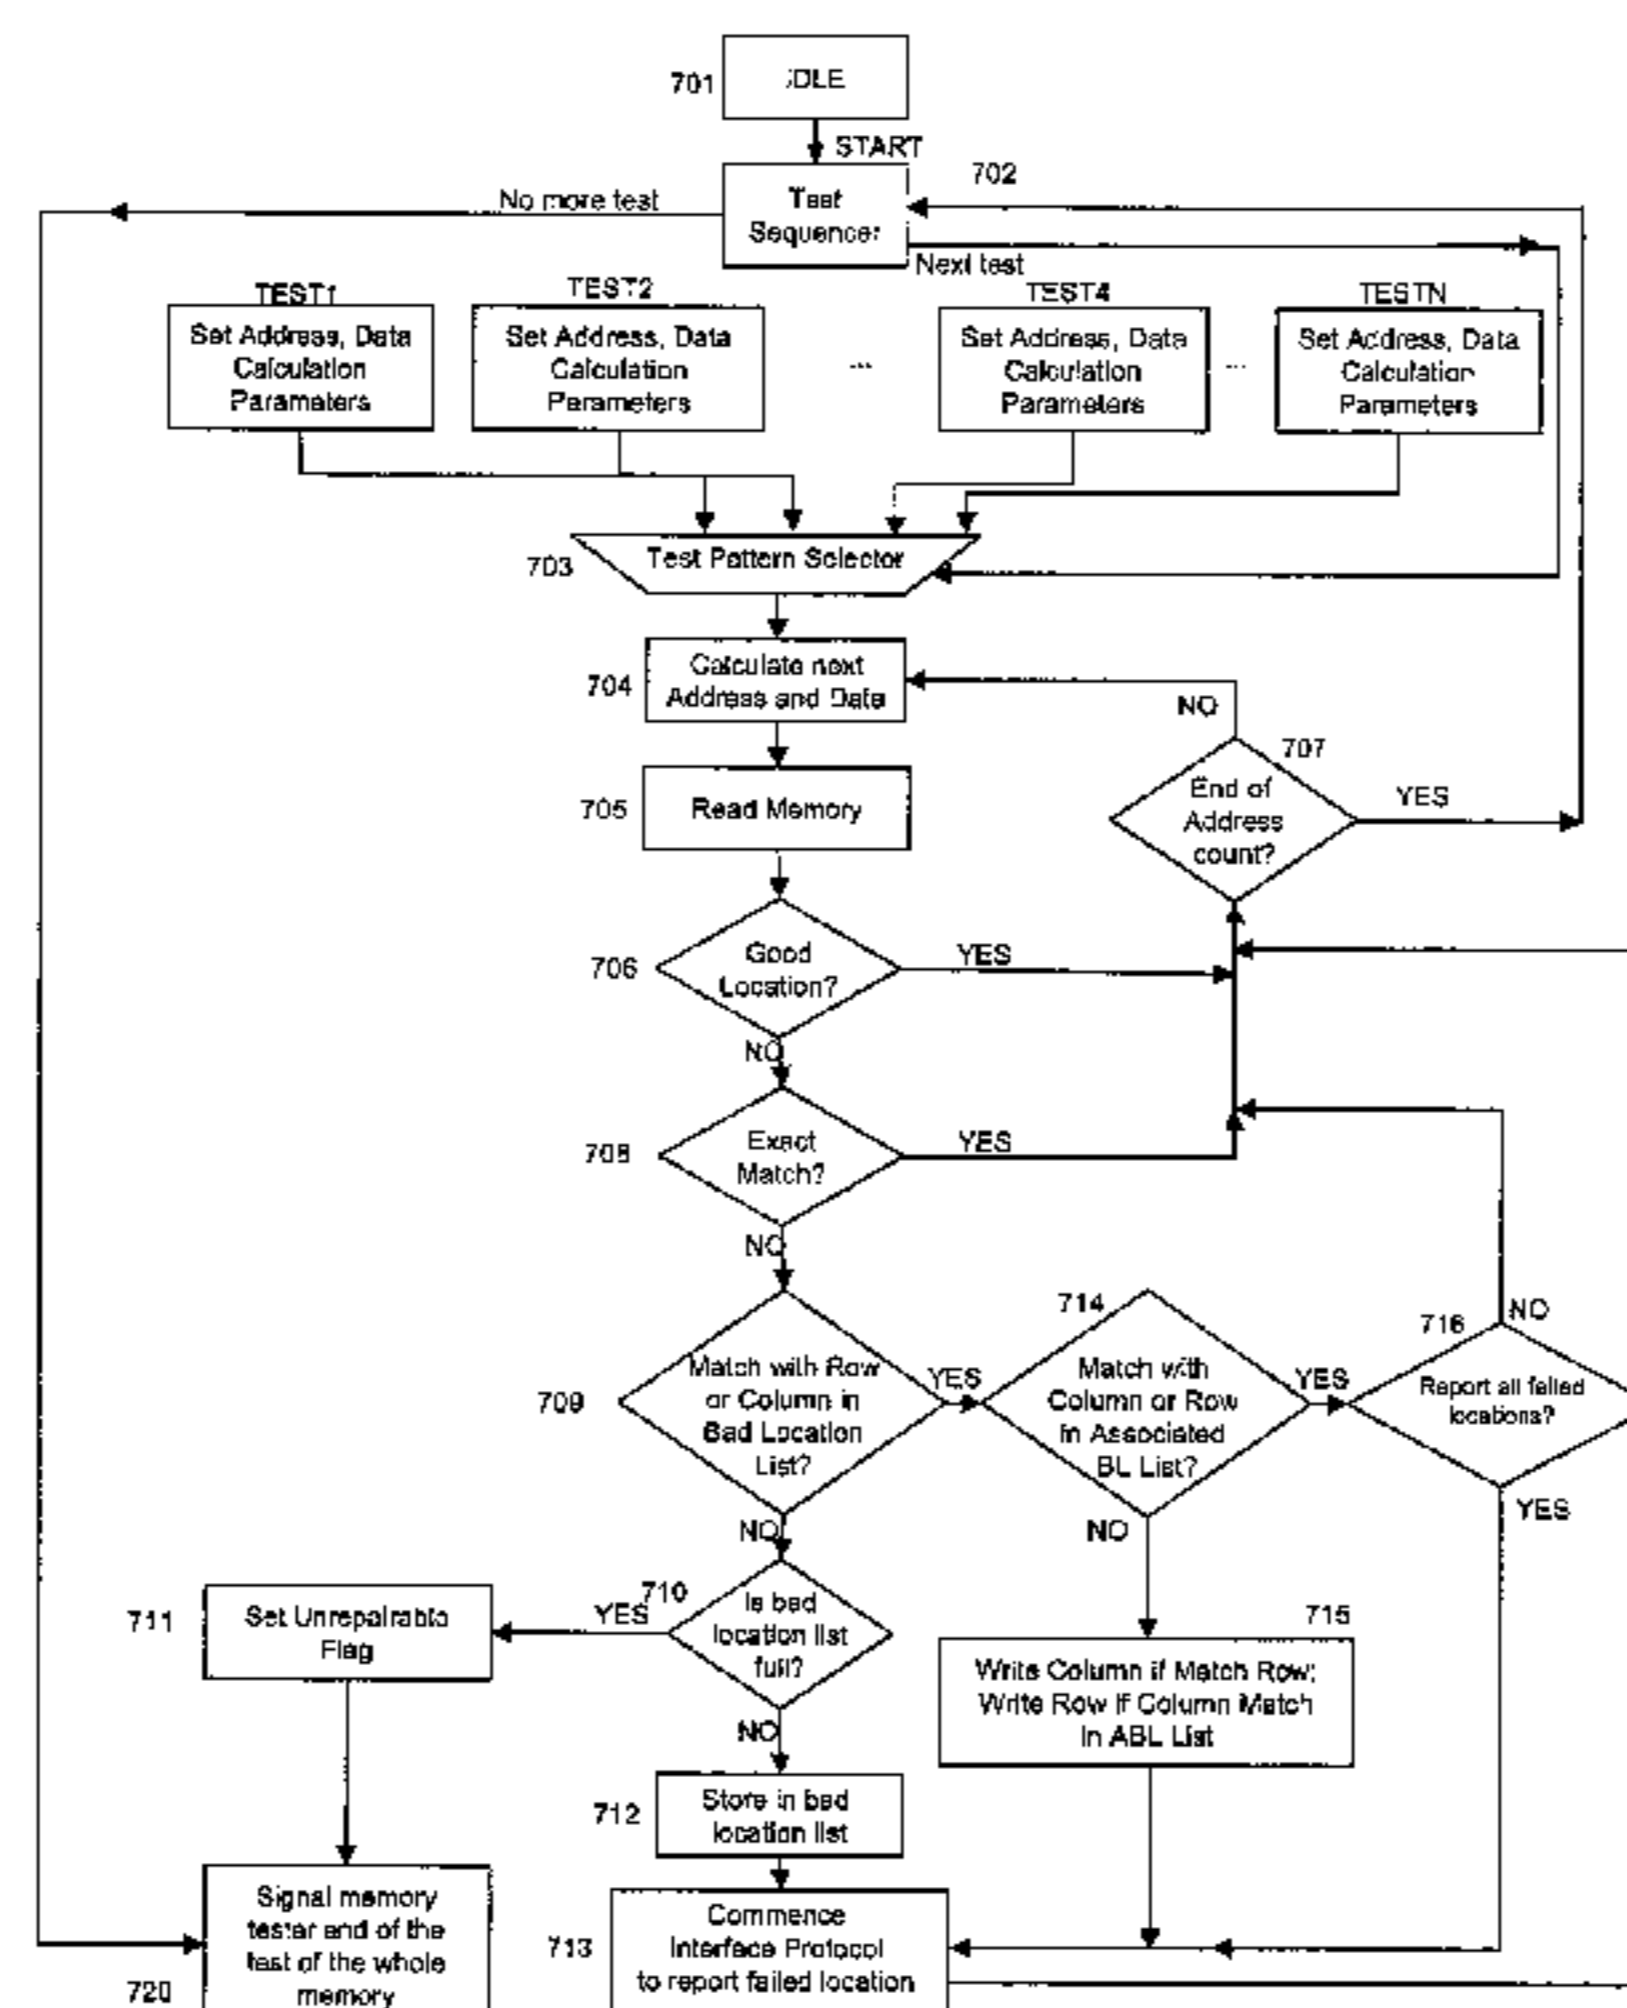 701
IDLE
START
702
No more test
Test
Sequencer
Next test
TEST1
TEST2
TEST4
TESTN
Set Address, Data
Calculation
Parameters
Set Address, Data
Calculation
Parameters
...
Set Address, Data
Calculation
Parameters
...
Set Address, Data
Calculation
Parameters
703
Test Pattern Selector
704
Calculate next
Address and Data
NO
707
705
Read Memory
End of
Address
count?
YES
706
Good
Location?
YES
NO
708
Exact
Match?
YES
NO
709
Match with Row
or Column in
Bad Location
List?
YES
714
Match with
Column or Row
in Associated
BL List?
YES
716
NO
Report all failed
locations?
YES
NO
NO
711
Set Unrepairable
Flag
YES
710
Is bad
location list
full?
715
Write Column if Match Row;
Write Row if Column Match
in ABL List
NO
712
Store in bad
location list
720
Signal memory
tester end of the
test of the whole
memory
713
Commence
Interface Protocol
to report failed location